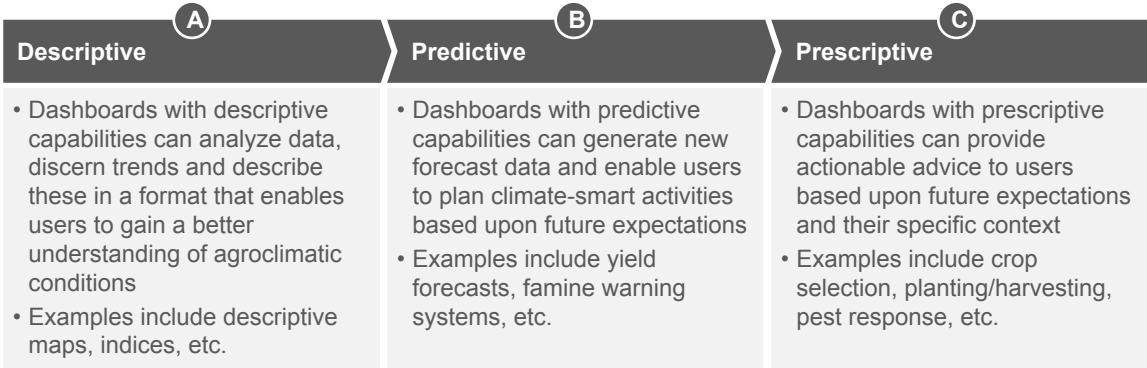 A
Descriptive
• Dashboards with descriptive
capabilities can analyze data,
discern trends and describe
these in a format that enables
users to gain a better
understanding of agroclimatic
conditions
• Examples include descriptive
maps, indices, etc.
B
Predictive
• Dashboards with predictive
capabilities can generate new
forecast data and enable users
to plan climate-smart activities
based upon future expectations
• Examples include yield
forecasts, famine warning
systems, etc.
C
Prescriptive
• Dashboards with prescriptive
capabilities can provide
actionable advice to users
based upon future expectations
and their specific context
• Examples include crop
selection, planting/harvesting,
pest response, etc.